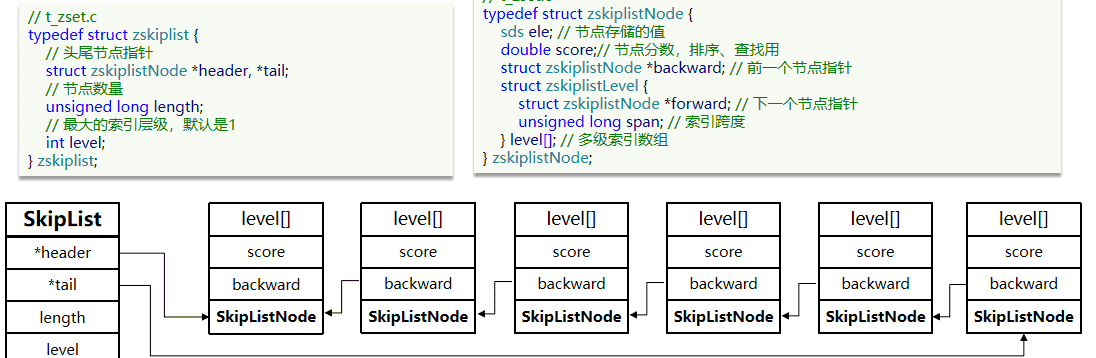 // t_zset.c
typedef struct zskiplist {
// 头尾节点指针
struct zskiplistNode *header, *tail;
// 节点数量
unsigned long length;
// 最大的索引层级，默认是1
int level;
} zskiplist;
typedef struct zskiplistNode {
sds ele; // 节点存储的值
double score;// 节点分数，排序、查找用
struct zskiplistNode *backward; // 前一个节点指针
struct zskiplistLevel {
struct zskiplistNode *forward; // 下一个节点指针
unsigned long span; // 索引跨度
} level[]; // 多级索引数组
} zskiplistNode;
SkipList
*header
*tail
length
level
level[]
score
backward
SkipListNode
level[]
score
backward
SkipListNode
level[]
score
backward
SkipListNode
level[]
score
backward
SkipListNode
level[]
score
backward
SkipListNode
level[]
score
backward
SkipListNode